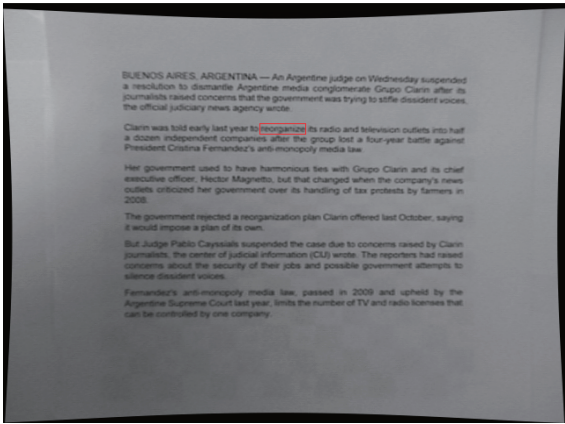 BUENOS AIRES, ARGENTINA — An Argentine judge on Wednesday suspended
a resolution to dismantle Argentine media conglomerate Grupo Clarin after its
journalists raised concerns that the government was trying to stifle dissident voices,
the official judiciary news agency wrote.
Clarin was told early last year to reorganize its radio and television outlets into half
a dozen independent companies after the group lost a four-year battle against
President Cristina Fernandez's anti-monopoly media law.
Her government used to have harmonious ties with Grupo Clarin and its chief
executive officer, Hector Magnetto, but that changed when the company's news
outlets criticized her government over its handling of tax protests by farmers in
2008.
The government rejected a reorganization plan Clarin offered last October, saying
it would impose a plan of its own.
But Judge Pablo Cayssials suspended the case due to concerns raised by Clarin
journalists, the center of judicial information (CIJ) wrote. The reporters had raised
concerns about the security of their jobs and possible government attempts to
silence dissident voices.
Fernandez's anti-monopoly media law, passed in 2009 and upheld by the
Argentine Supreme Court last year, limits the number of TV and radio licenses that
can be controlled by one company.